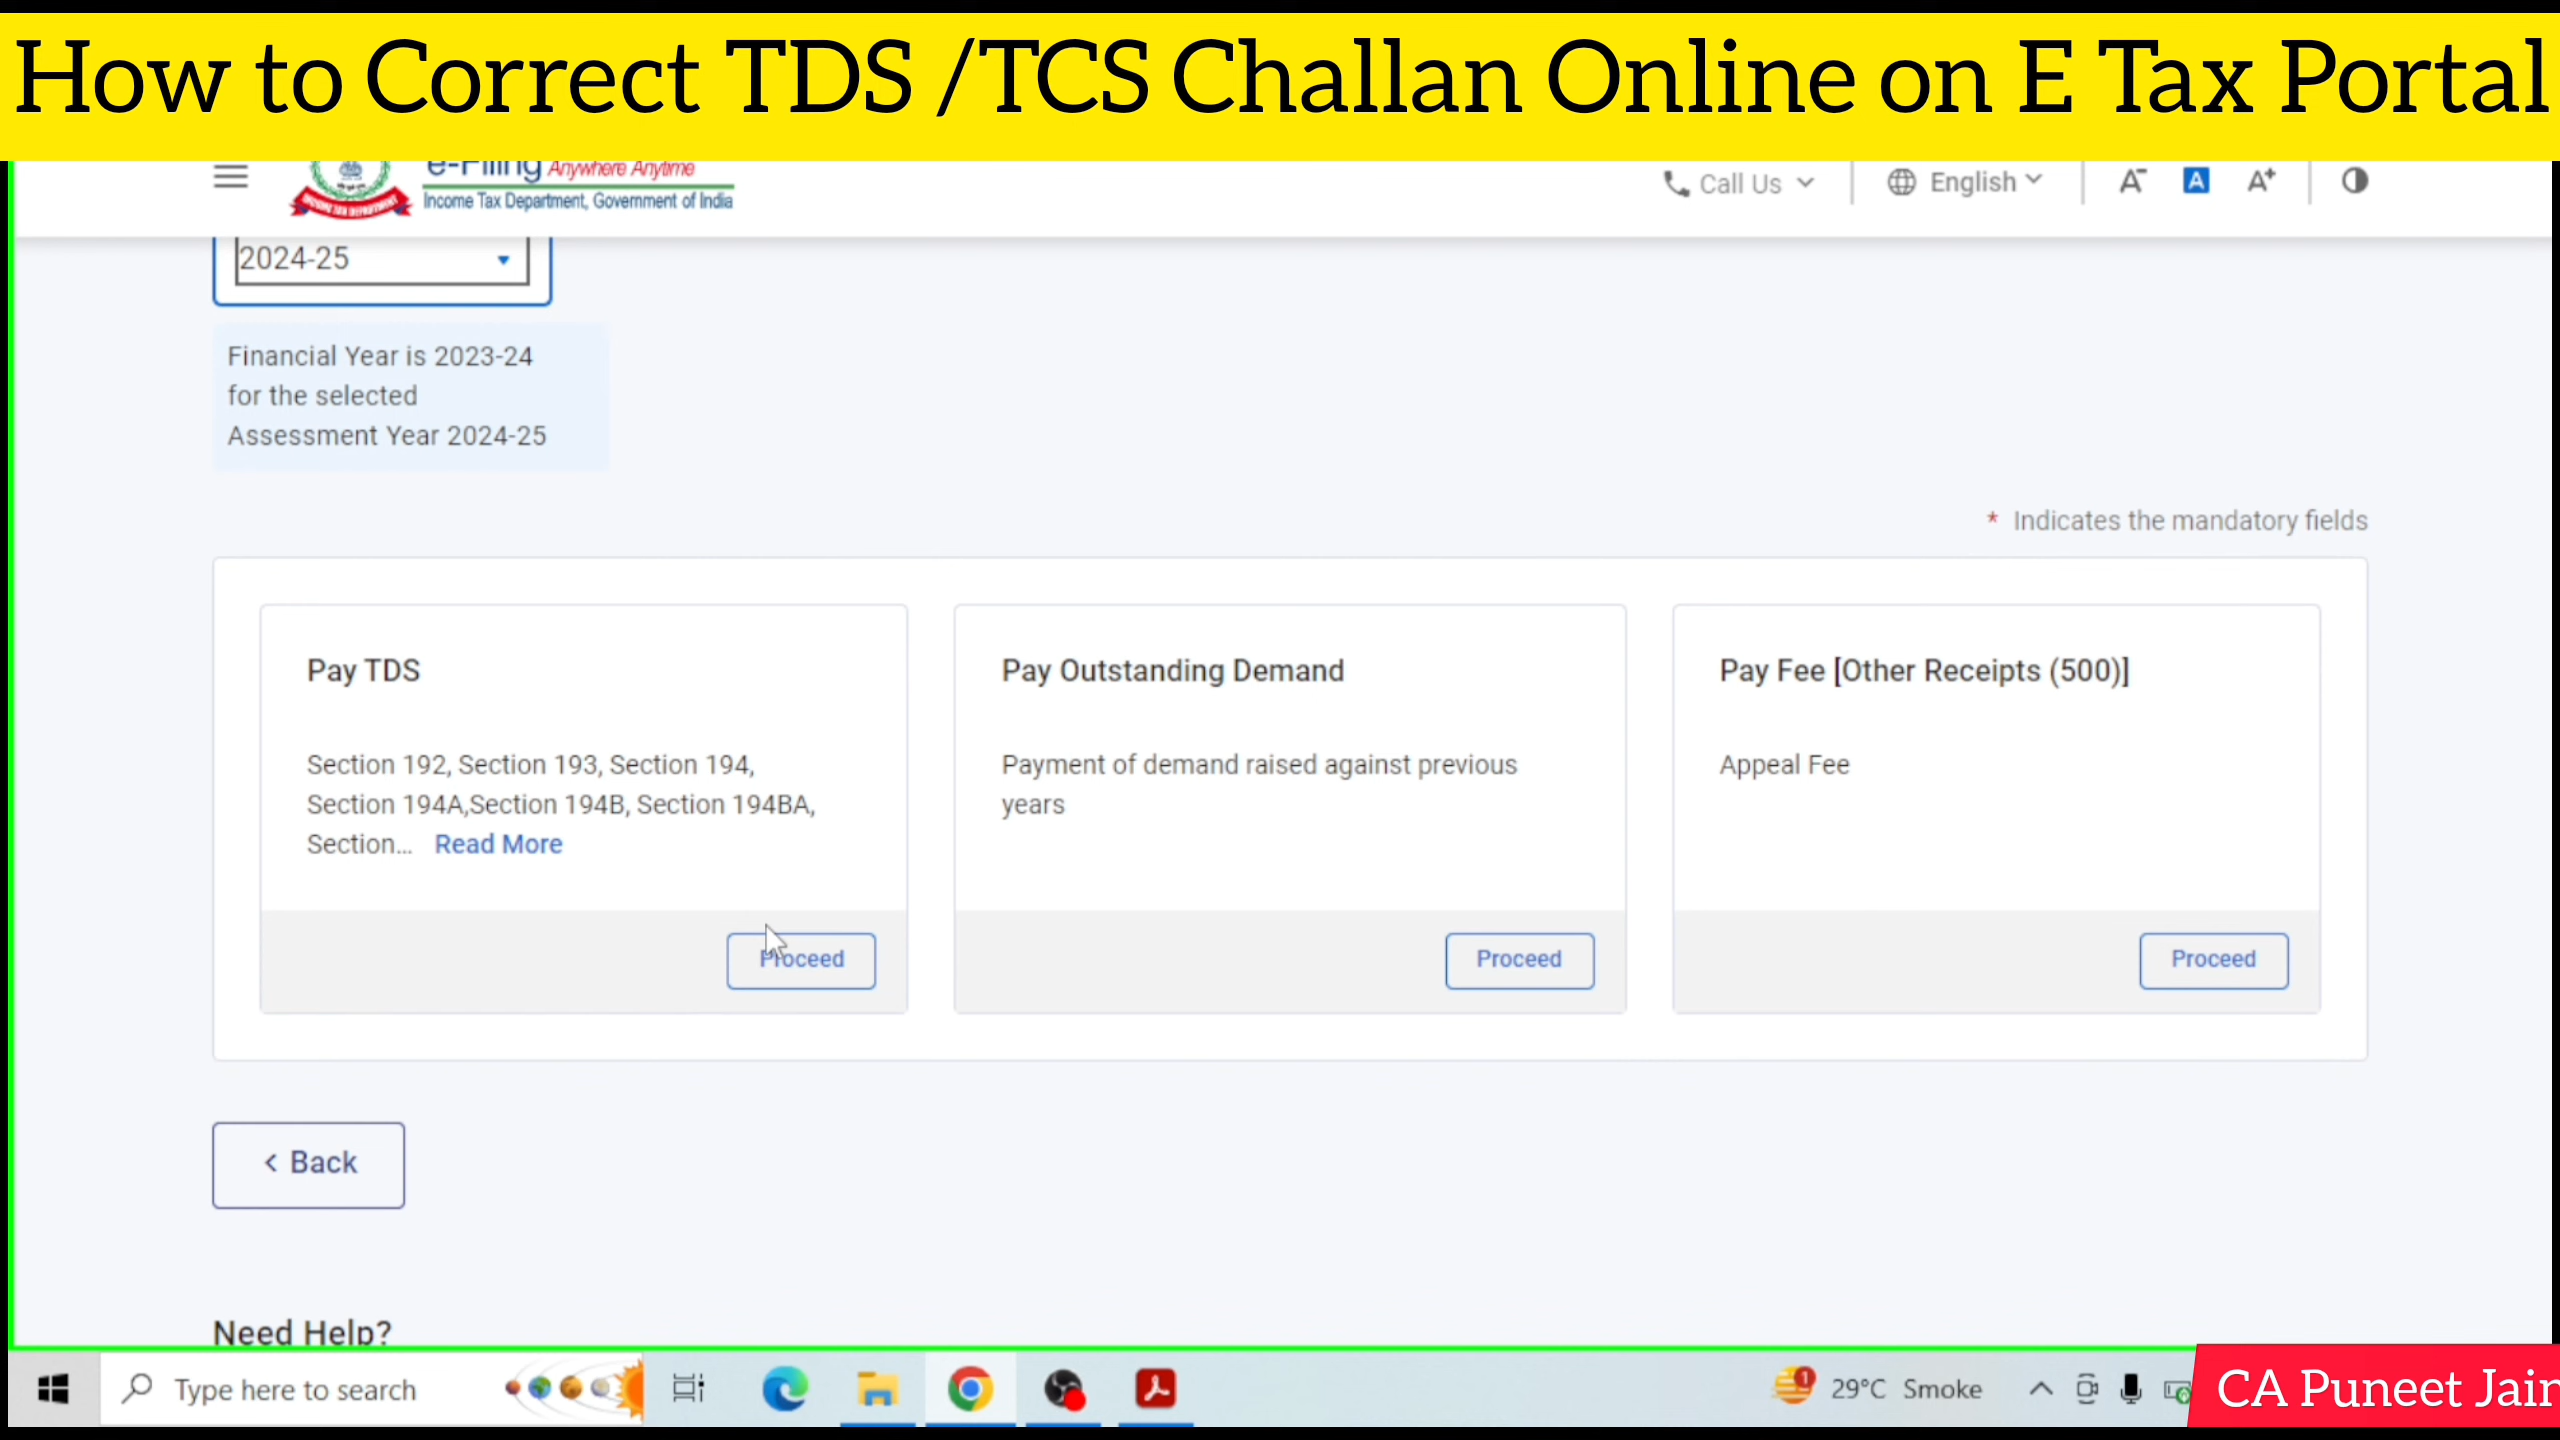 How to Correct TDS /TCS Challan Online on E Tax Portal
e-Filing Anywhere Anytime
Income Tax Department, Government of India
Call Us
English
A-
A
A+
2024-25
Financial Year is 2023-24
for the selected
Assessment Year 2024-25
* Indicates the mandatory fields
Pay TDS
Section 192, Section 193, Section 194,
Section 194A,Section 194B, Section 194BA,
Section... Read More
Proceed
Pay Outstanding Demand
Payment of demand raised against previous
years
Proceed
Pay Fee [Other Receipts (500)]
Appeal Fee
Proceed
< Back
Need Help?
Type here to search
1
29°C Smoke
CA Puneet Jain